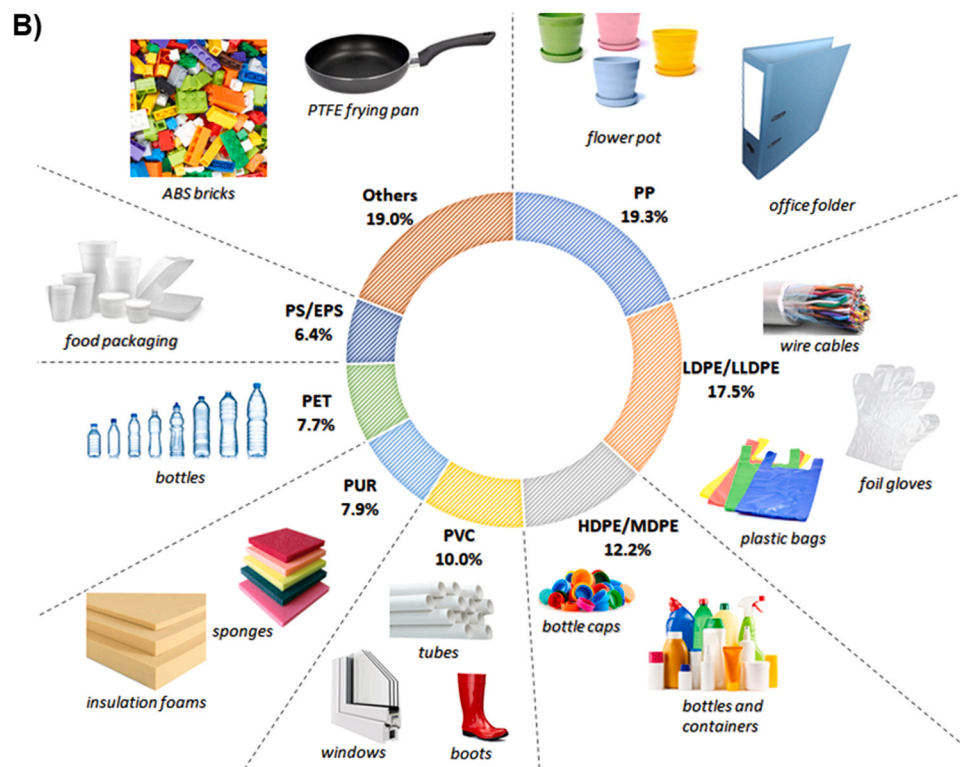 B)
PTFE frying pan
ABS bricks
flower pot
office folder
Others
19.0%
PP
19.3%
food packaging
PS/EPS
6.4%
wire cables
LDPE/LLDPE
17.5%
foil gloves
plastic bags
PET
7.7%
bottles
PUR
7.9%
PVC
10.0%
HDPE/MDPE
12.2%
sponges
insulation foams
tubes
windows
boots
bottle caps
bottles and
containers